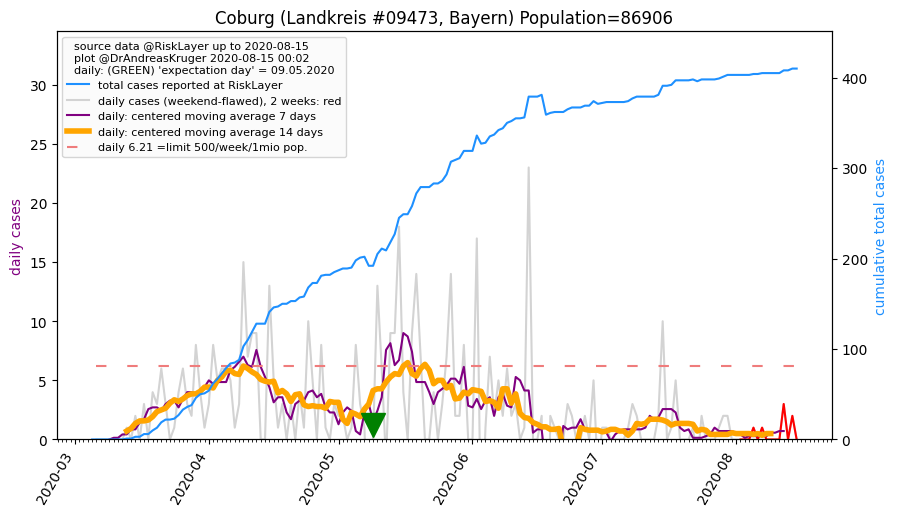 Coburg (Landkreis #09473, Bayern) Population=86906
source data @RiskLayer up to 2020-08-15
plot @DrAndreasKruger 2020-08-15 00:02
daily: (GREEN) 'expectation day' = 09.05.2020
total cases reported at RiskLayer
daily cases (weekend-flawed), 2 weeks: red
daily: centered moving average 7 days
daily: centered moving average 14 days
daily 6.21 =limit 500/week/1mio pop.
daily cases
30
25
20
15
10
5
0
cumulative total cases
400
300
200
100
0
2020-03
2020-04
2020-05
2020-06
2020-07
2020-08